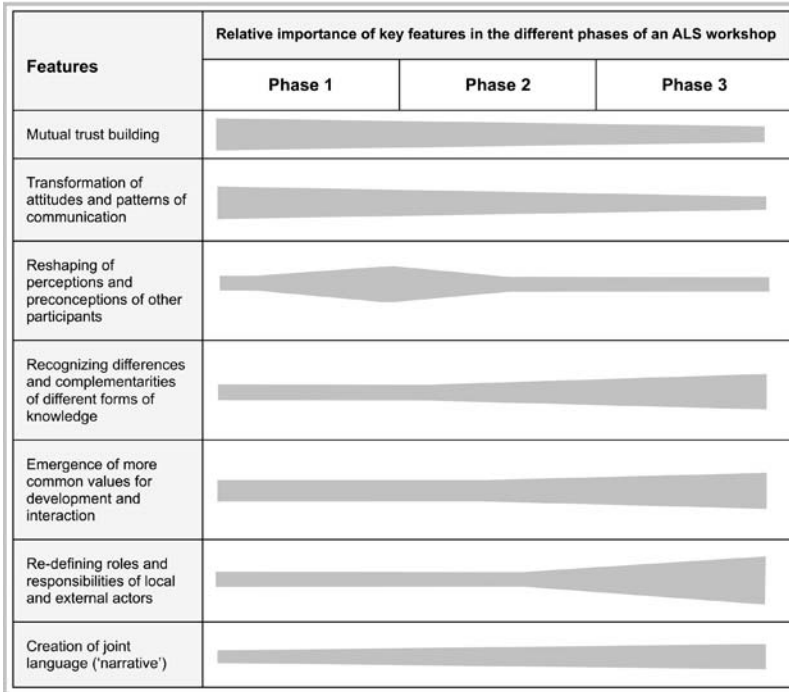 Features
Relative importance of key features in the different phases of an ALS workshop
Phase 1
Phase 2
Phase 3
Mutual trust building
Transformation of
attitudes and patterns of
communication
Reshaping of
perceptions and
preconceptions of other
participants
Recognizing differences
and complementarities
of different forms of
knowledge
Emergence of more
common values for
development and
interaction
Re-defining roles and
responsibilities of local
and external actors
Creation of joint
language (‘narrative’)